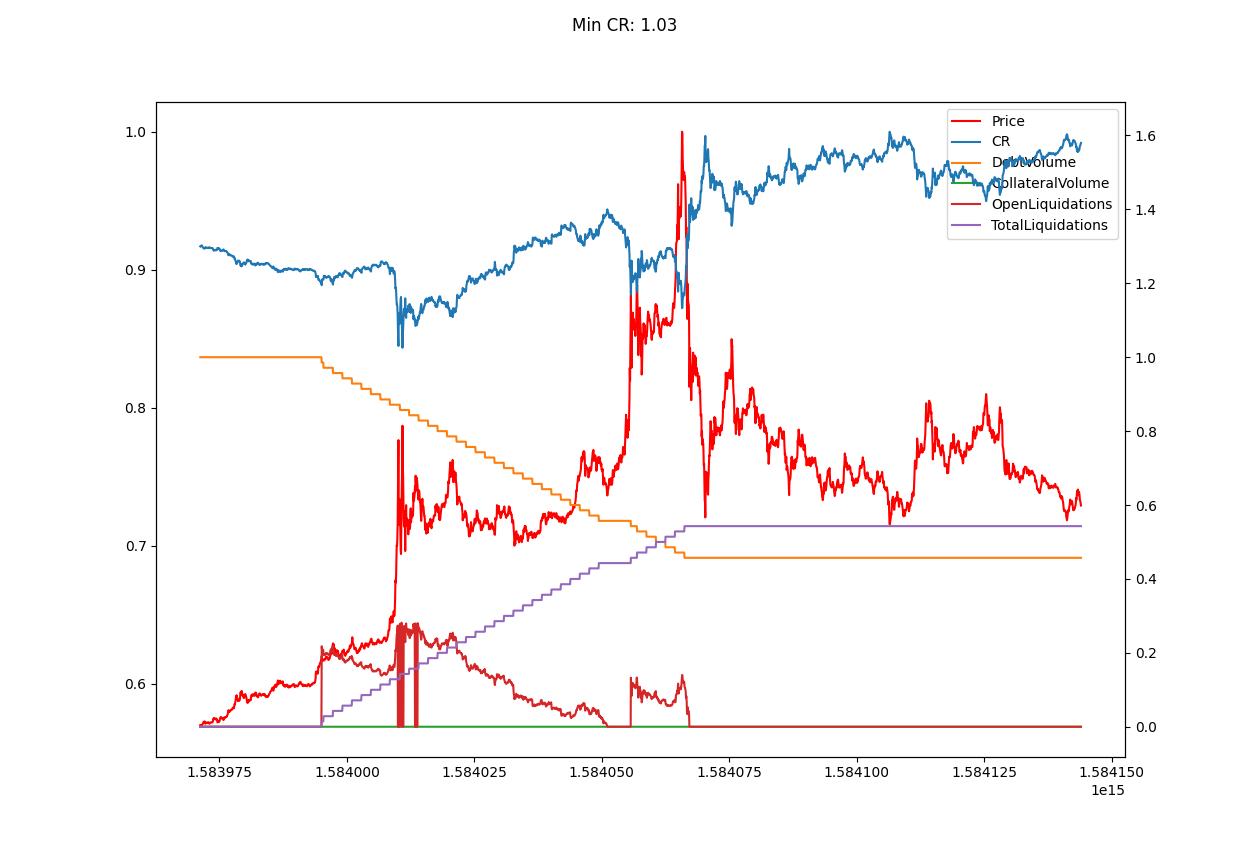 Min CR: 1.03
1.0
0.9
0.8
0.7
0.6
Price
CR
DebtVolume
CollateralVolume
OpenLiquidations
TotalLiquidations
1.6
1.4
1.2
1.0
0.8
0.6
0.4
0.2
0.0
1.583975 1.584000 1.584025 1.584050 1.584075 1.584100 1.584125 1.584150
1e15